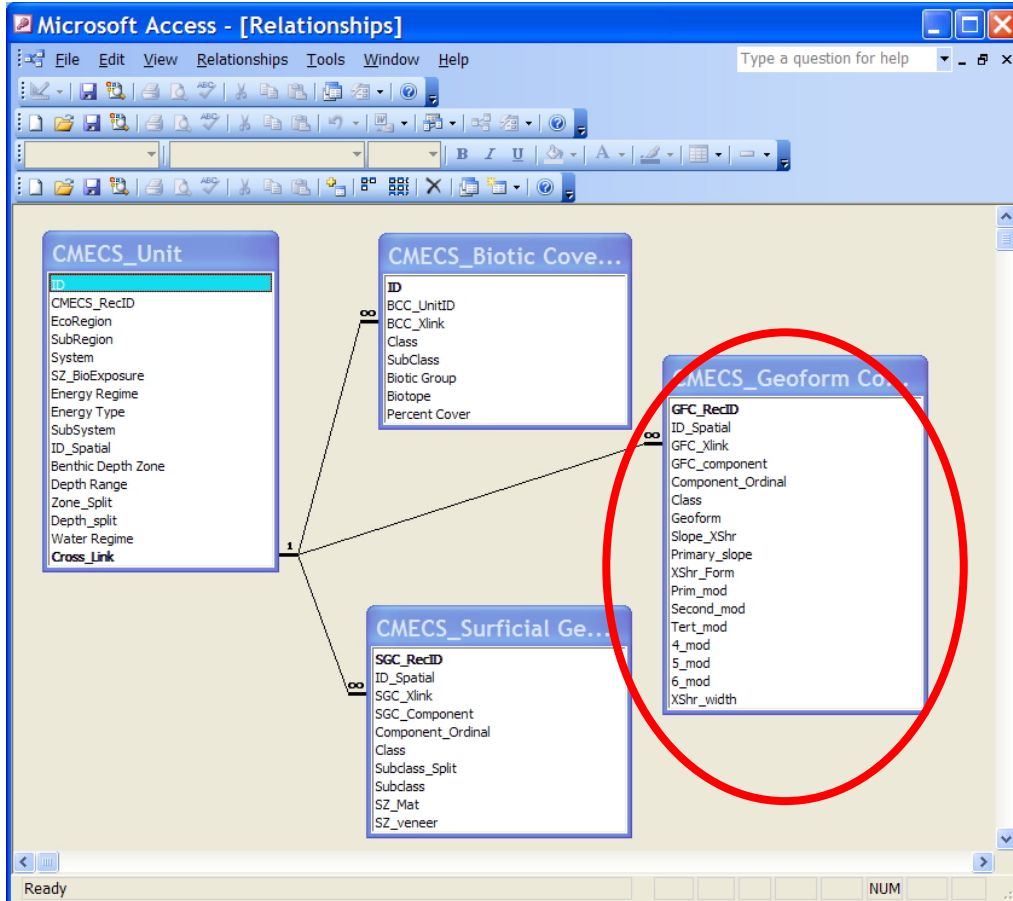 Microsoft Access - [Relationships]
File Edit View Relationships Tools Window Help Type a question for help
CMECS_Unit
ID
CMECS_RecID
EcoRegion
SubRegion
System
SZ_BioExposure
Energy Regime
Energy Type
SubSystem
ID_Spatial
Benthic Depth Zone
Depth Range
Zone_Split
Depth_split
Water Regime
Cross_Link
1
CMECS_Biotic Cove...
ID
BCC_UnitID
BCC_Xlink
Class
SubClass
Biotic Group
Biotope
Percent Cover
∞
CMECS_Geoform Co...
GFC_RecID
ID_Spatial
GFC_Xlink
GFC_component
Component_Ordinal
Class
Geoform
Slope_XShr
Primary_slope
XShr_Form
Prim_mod
Second_mod
Tert_mod
4_mod
5_mod
6_mod
XShr_width
∞
CMECS_Surficial Ge...
SGC_RecID
ID_Spatial
SGC_Xlink
SGC_Component
Component_Ordinal
Class
Subclass_Split
Subclass
SZ_Mat
SZ_veneer
∞
Ready NUM